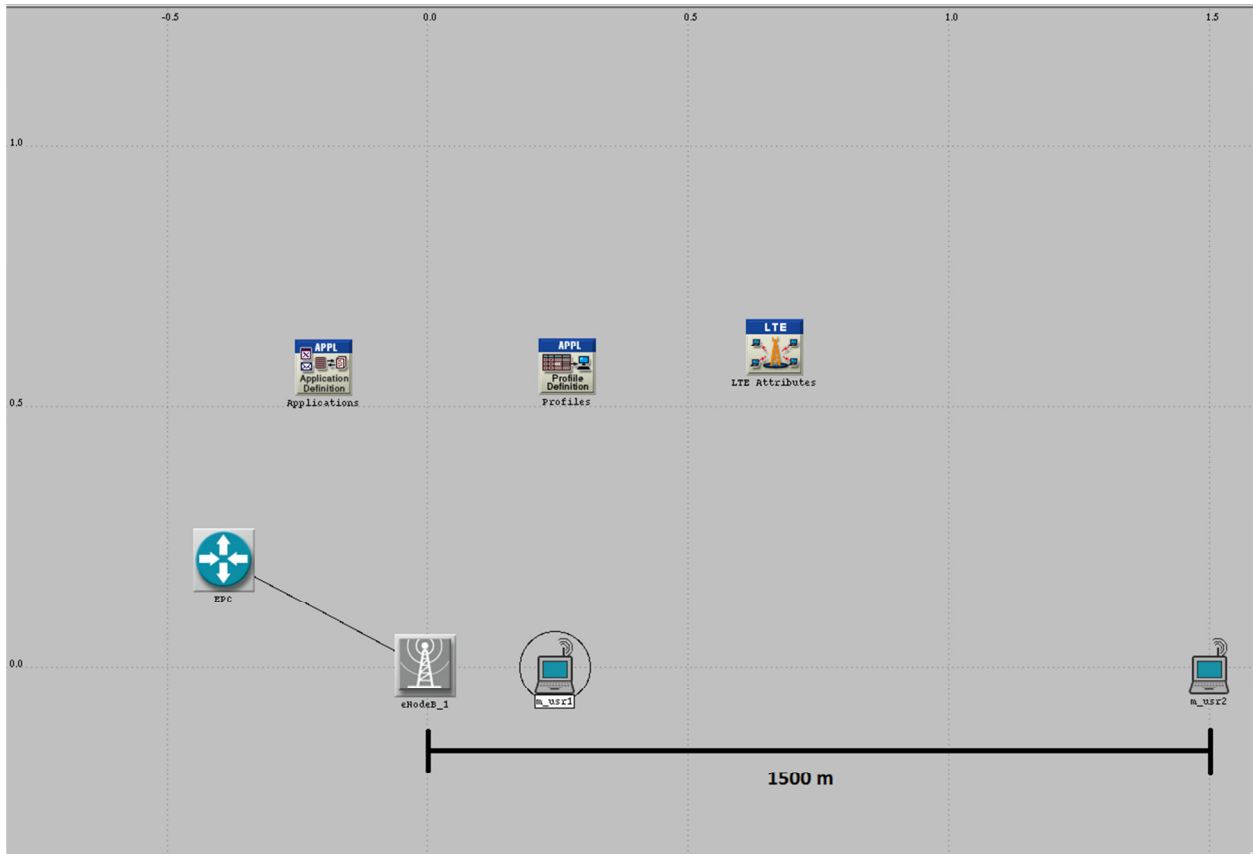 -0.5 0.0 0.5 1.0 1.5
1.0
LTE
APPL
APPL
Application
Definition
Profile
Definition
LTE Attributes
Applications
Profiles
0.5
EPC
0.0
eNodeB_1
m_usr1
m_usr2
1500 m